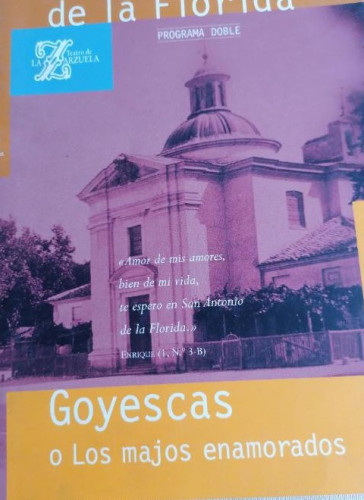 de la Florida
PROGRAMA DOBLE
Teatro de
LA ZARZUELA
«Amor de mis amores,
bien de mi vida,
te espero en San Antonio
de la Florida.»
ENRIQUE (1, N.º 3-B)
Goyescas
o Los majos enamorados